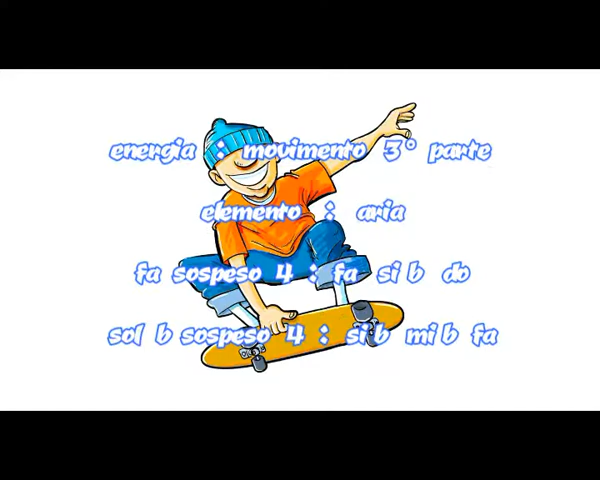 energia : movimento 3° parte
elemento : aria
fa sospeso 4 : fa si b do
sol b sospeso 4 : si b mi b fa